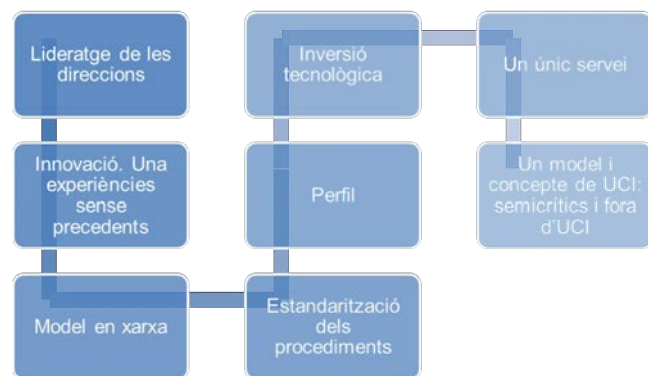 Lideratge de les
direccions
Innovació. Una
experiències
sense
precedents
Model en xarxa
Estandarització
dels
procediments
Perfil
Inversió
tecnològica
Un únic servei
Un model i
concepte de UCI:
semicrítics i fora
d'UCI